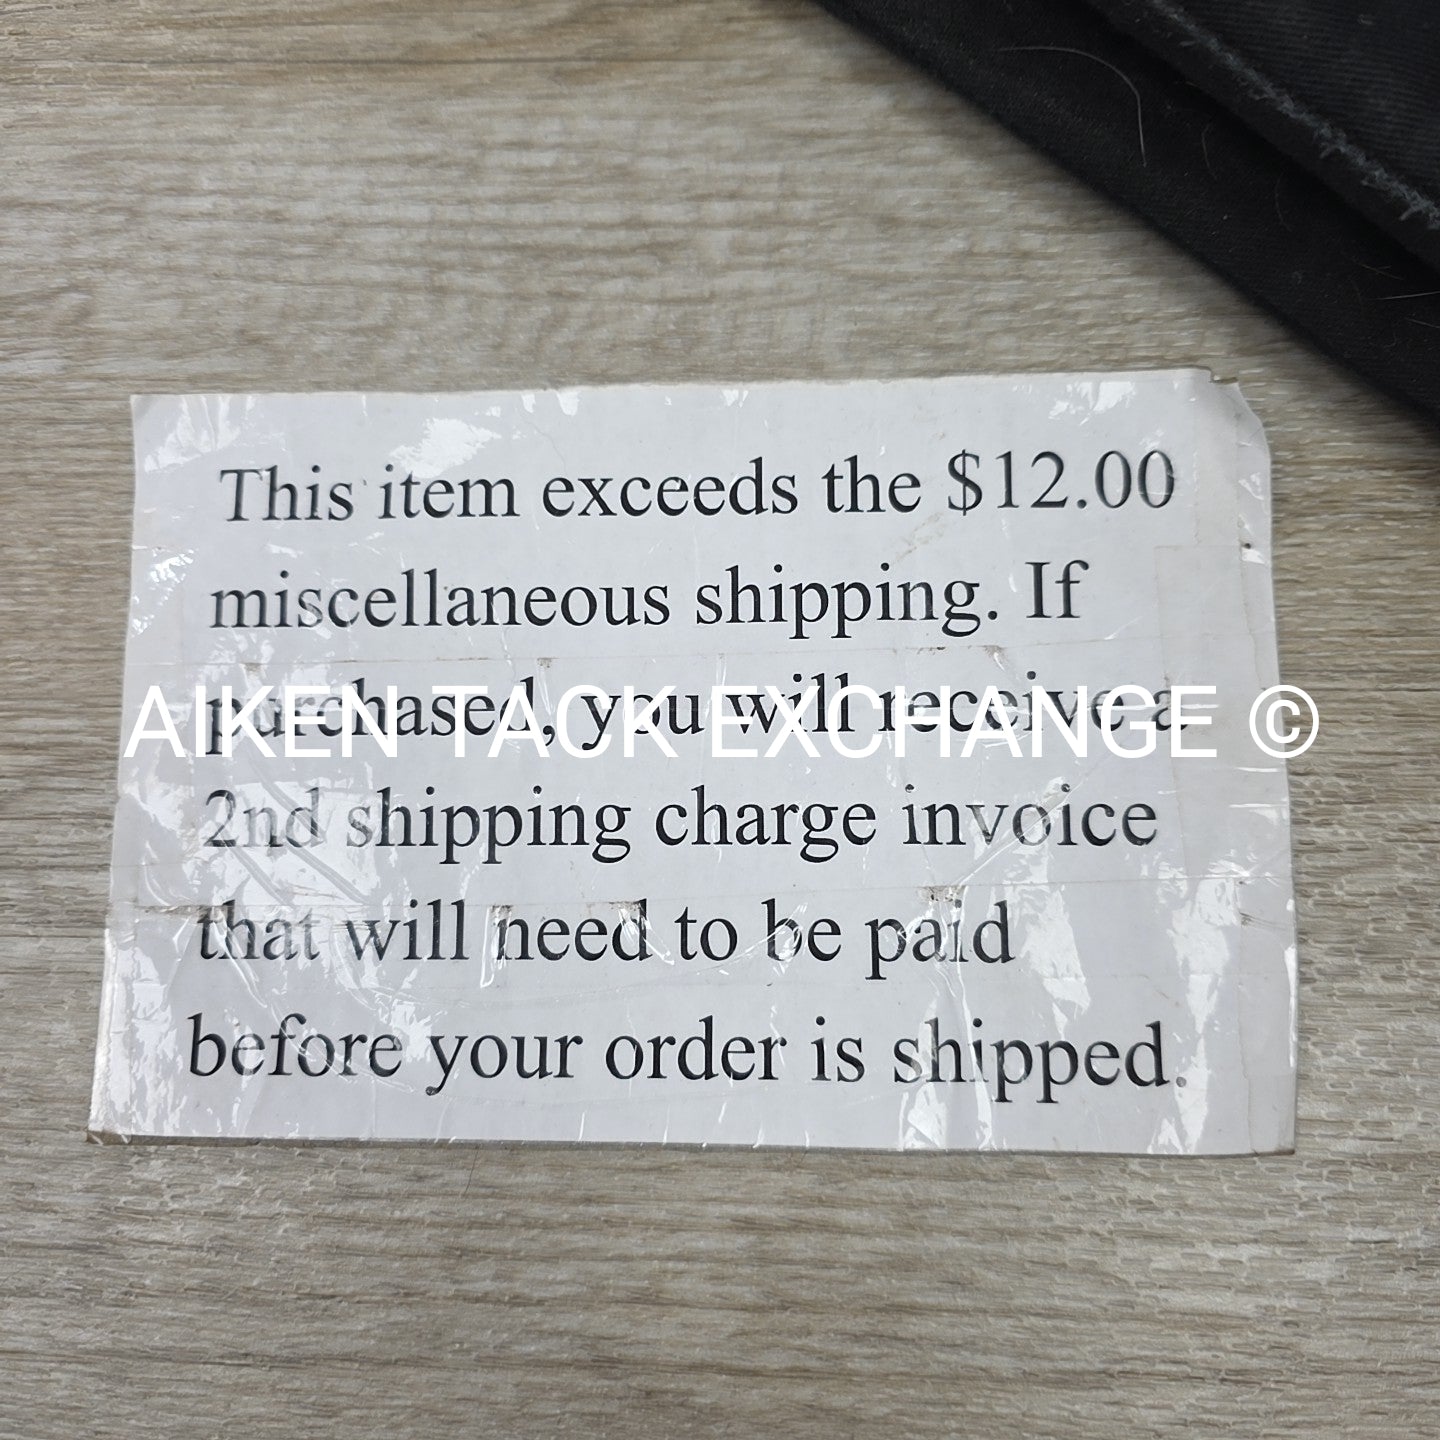 This item exceeds the $12.00
miscellaneous shipping. If
purchased, you will receive a
AIKEN TACK EXCHANGE ©
2nd shipping charge invoice
that will need to be paid
before your order is shipped.